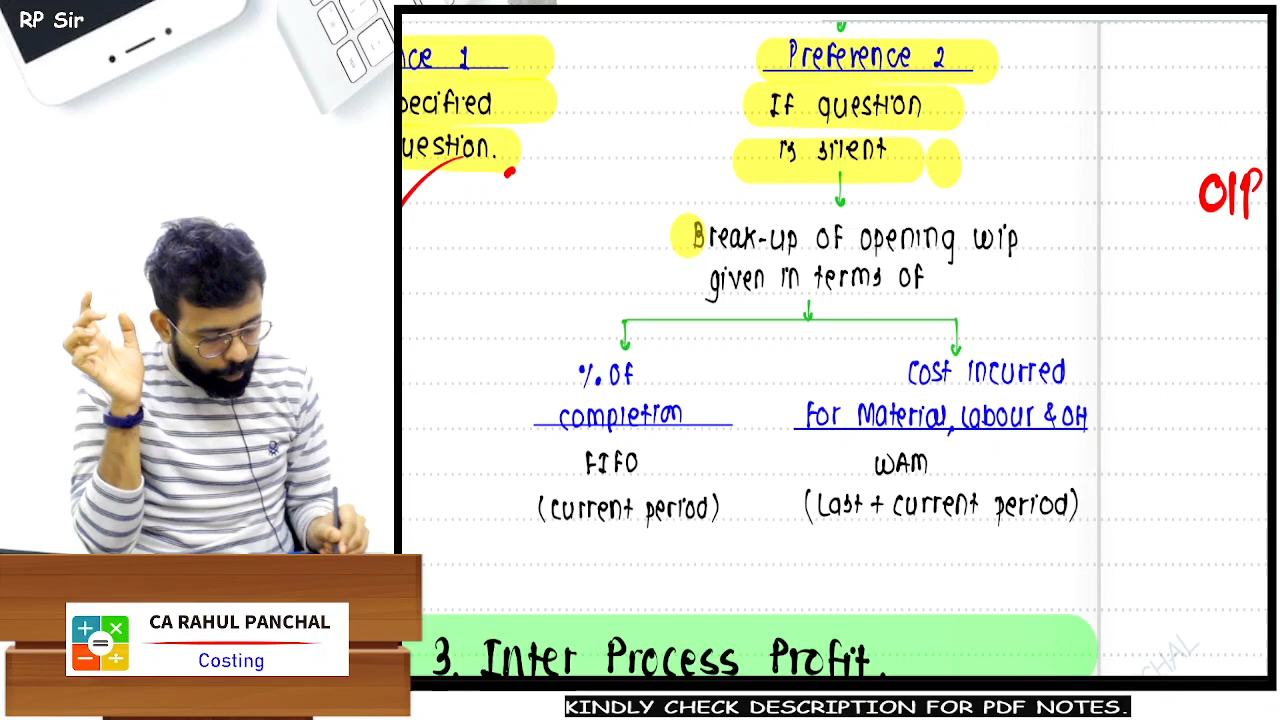 RP Sir
nce 1
pecified
uestion.
Preference 2
If question
is silent
Break-up of opening WIP
given in terms of
%. of
completion
FIFO
(current period)
Cost incurred
for Material, Labour & OH
WAM
(Last + current period)
O/P
3. Inter Process Profit.
CHAL
CA RAHUL PANCHAL
Costing
KINDLY CHECK DESCRIPTION FOR PDF NOTES.